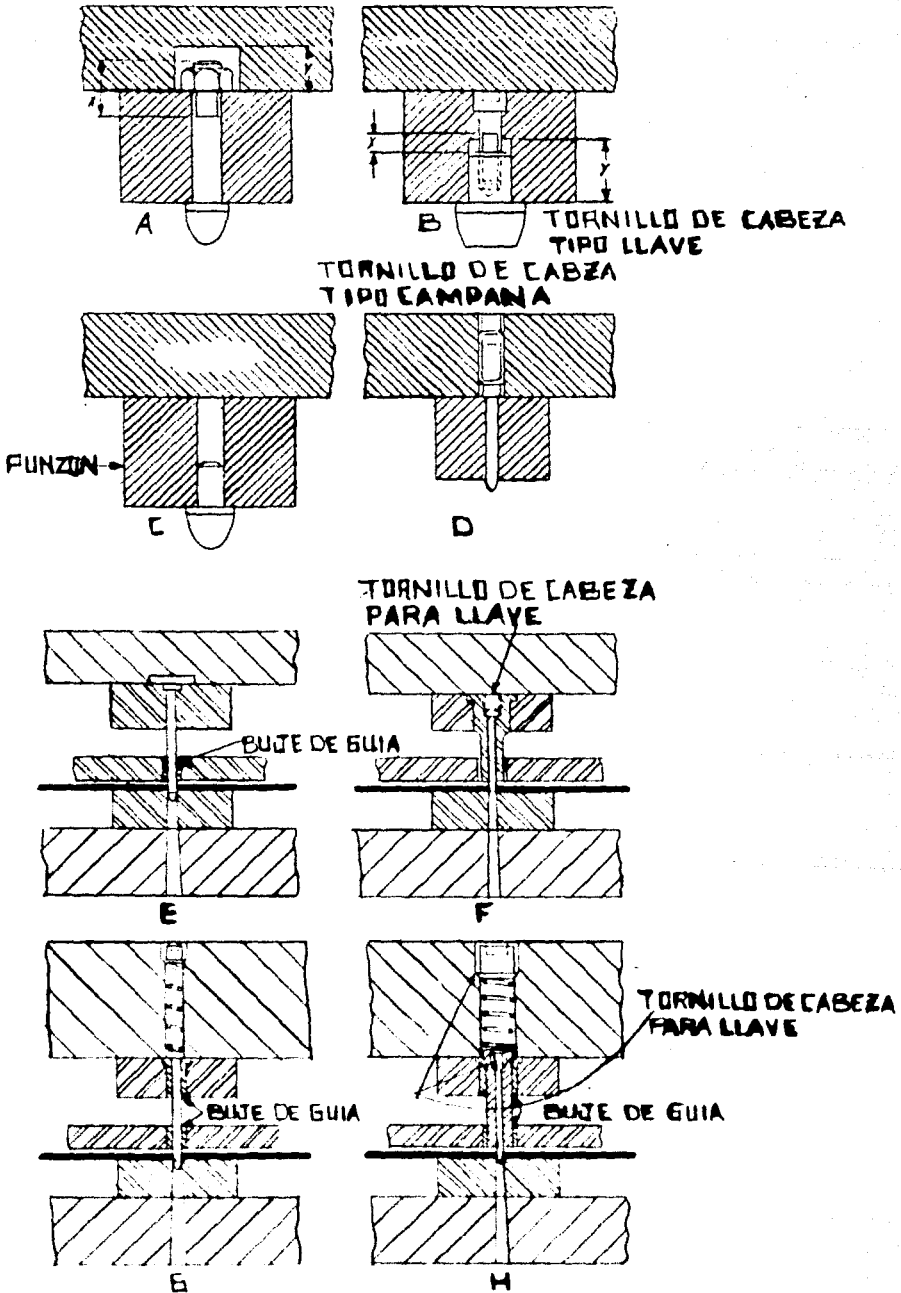 X
Y
X
Y
A
B
TORNILLO DE CABEZA
TIPO LLAVE
TORNILLO DE CABZA
TIPO CAMPANA
PUNZON
C
D
TORNILLO DE CABEZA
PARA LLAVE
BUJE DE GUIA
E
F
TORNILLO DE CABEZA
PARA LLAVE
BUJE DE GUIA
BUJE DE GUIA
G
H